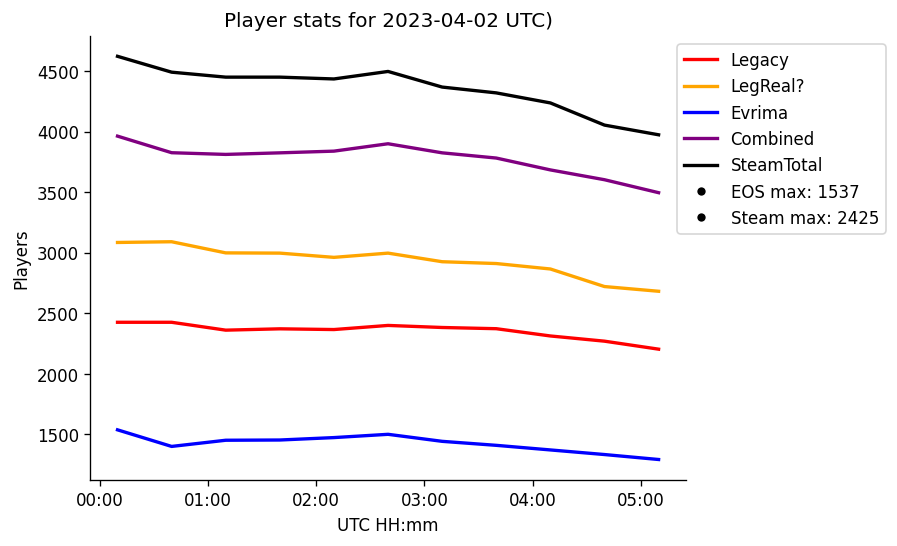 Player stats for 2023-04-02 UTC)
Legacy
LegReal?
Evrima
Combined
SteamTotal
EOS max: 1537
Steam max: 2425
Players
4500
4000
3500
3000
2500
2000
1500
00:00 01:00 02:00 03:00 04:00 05:00
UTC HH:mm